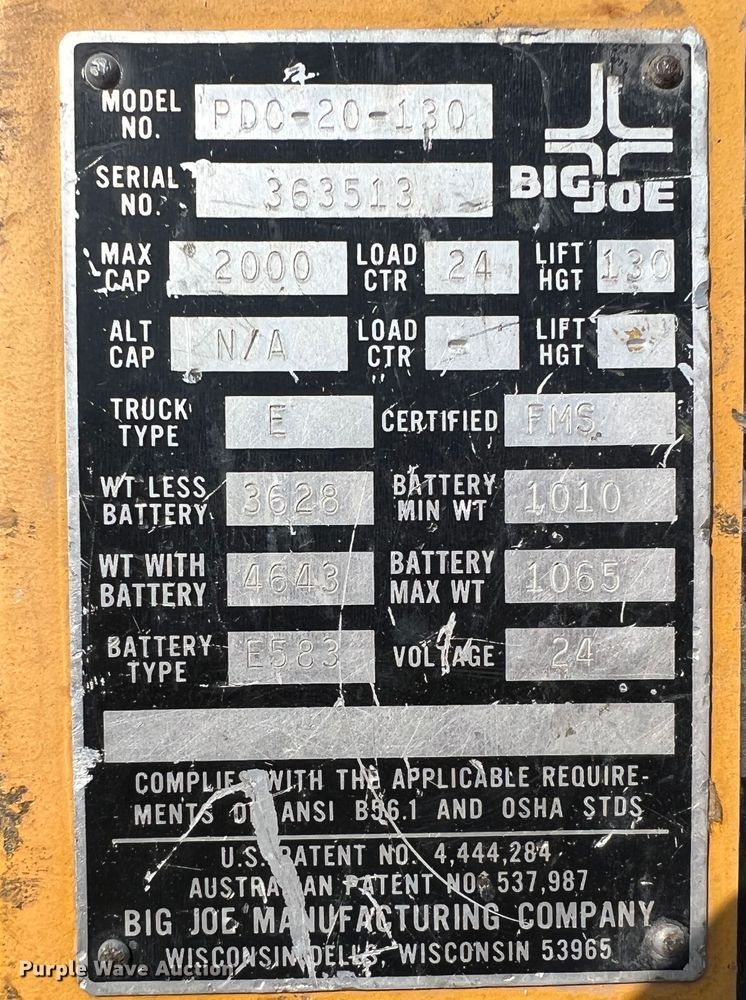 MODEL NO. PDC-20-130
BIG JOE
SERIAL NO. 363513
MAX CAP 2000 LOAD CTR 24 LIFT HGT 130
ALT CAP N/A LOAD CTR - LIFT HGT -
TRUCK TYPE E CERTIFIED FMS
WT LESS BATTERY 3628 BATTERY MIN WT 1010
WT WITH BATTERY 4643 BATTERY MAX WT 1065
BATTERY TYPE E583 VOLTAGE 24
COMPLIES WITH THE APPLICABLE REQUIRE-
MENTS OF ANSI B56.1 AND OSHA STDS
U.S. PATENT NO. 4,444,284
AUSTRALIAN PATENT NO. 537,987
BIG JOE MANUFACTURING COMPANY
WISCONSIN DELLS, WISCONSIN 53965
Purple Wave Auction